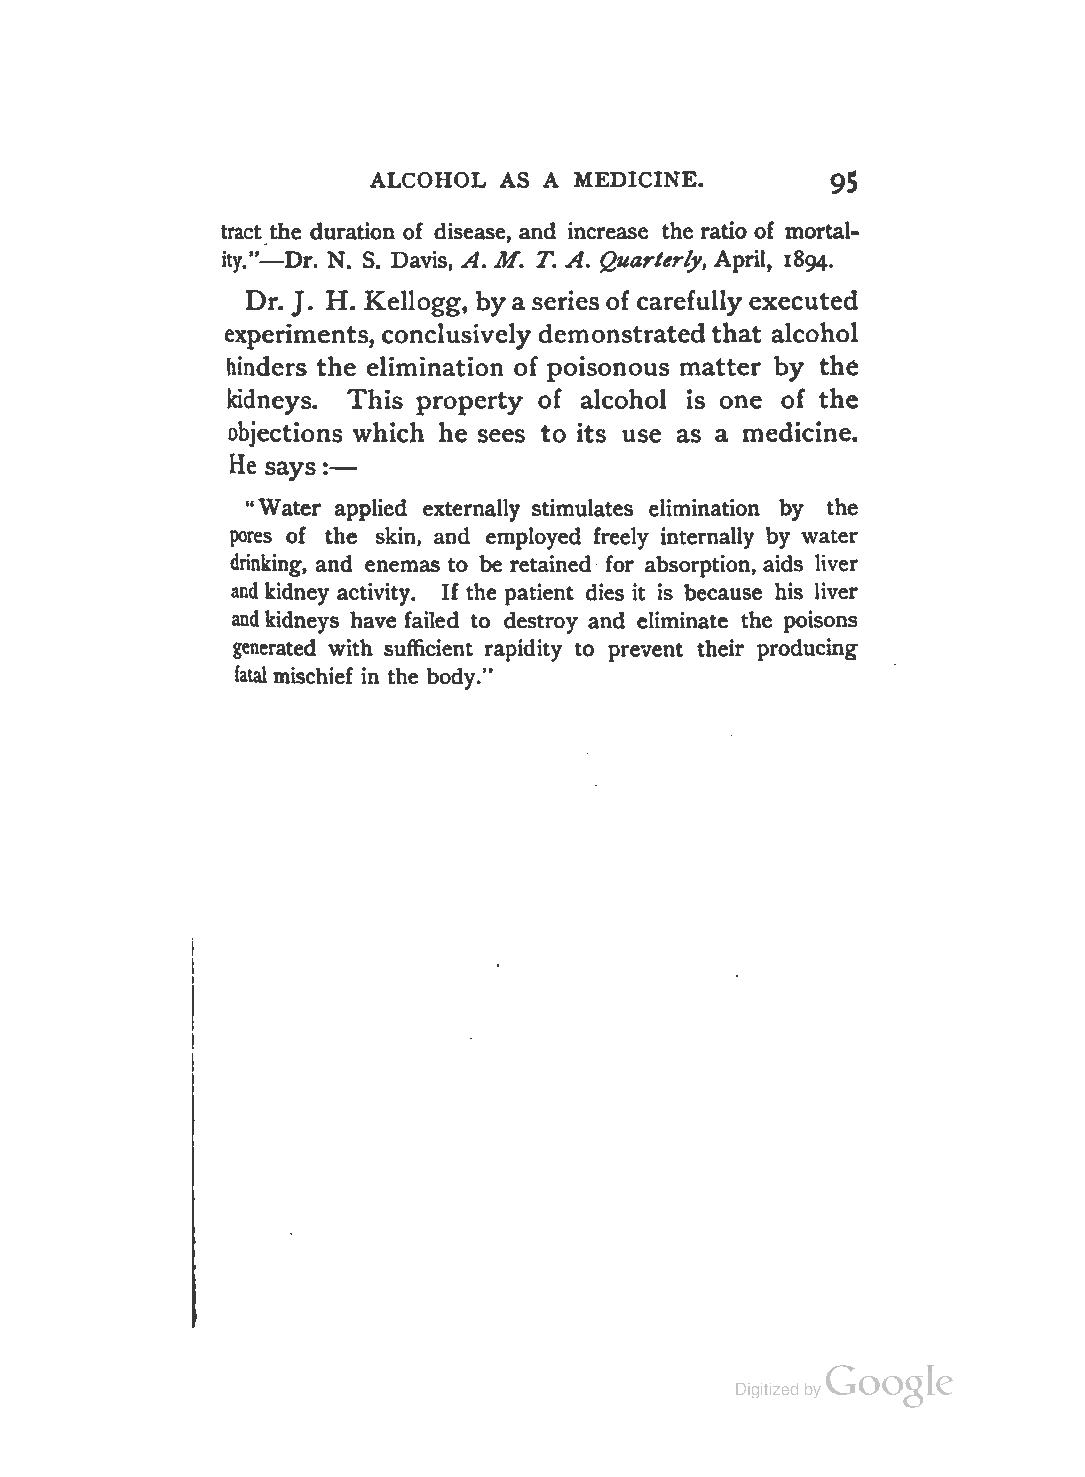 ALCOHOL AS A MEDICINE. 95
tract the duration of disease, and increase the ratio of mortal-
ity."—Dr. N. S. Davis, A. M. T. A. Quarterly, April, 1894.
Dr. J. H. Kellogg, by a series of carefully executed
experiments, conclusively demonstrated that alcohol
hinders the elimination of poisonous matter by the
kidneys. This property of alcohol is one of the
objections which he sees to its use as a medicine.
He says:—
"Water applied externally stimulates elimination by the
pores of the skin, and employed freely internally by water
drinking, and enemas to be retained for absorption, aids liver
and kidney activity. If the patient dies it is because his liver
and kidneys have failed to destroy and eliminate the poisons
generated with sufficient rapidity to prevent their producing
fatal mischief in the body."
Digitized by Google